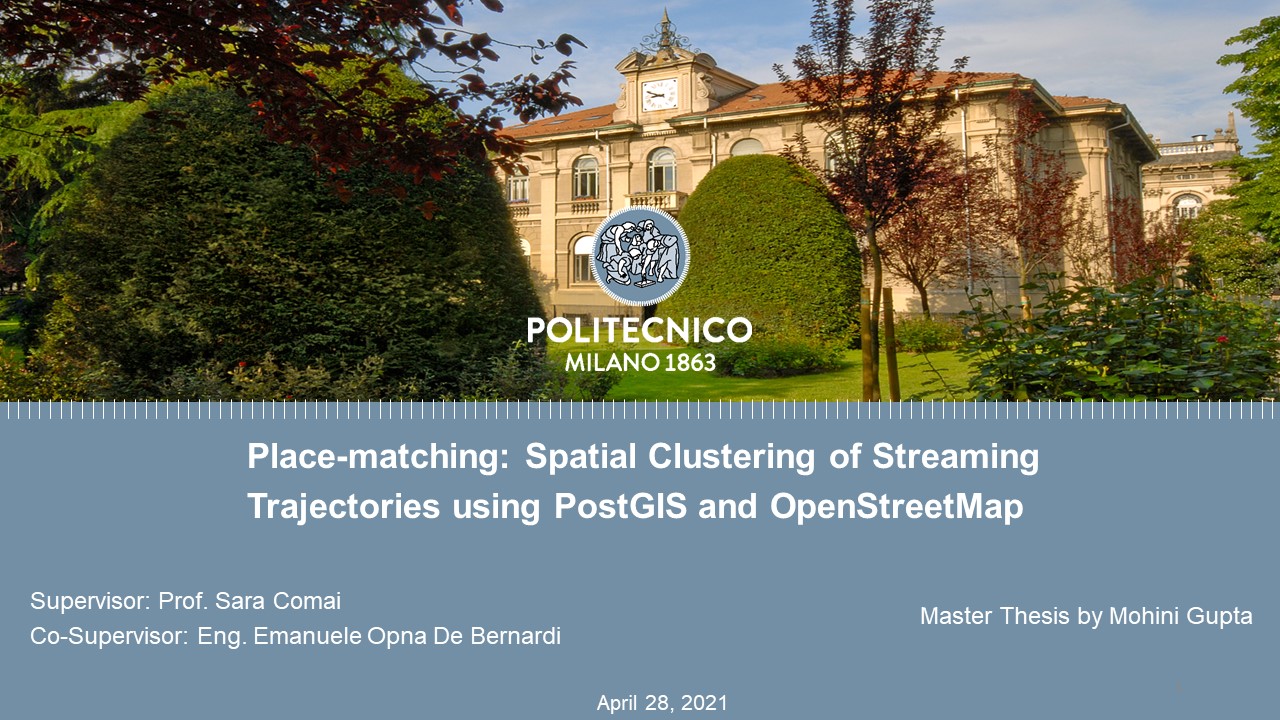 POLITECNICO
MILANO 1863
Place-matching: Spatial Clustering of Streaming
Trajectories using PostGIS and OpenStreetMap
Supervisor: Prof. Sara Comai
Co-Supervisor: Eng. Emanuele Opna De Bernardi
Master Thesis by Mohini Gupta
April 28, 2021